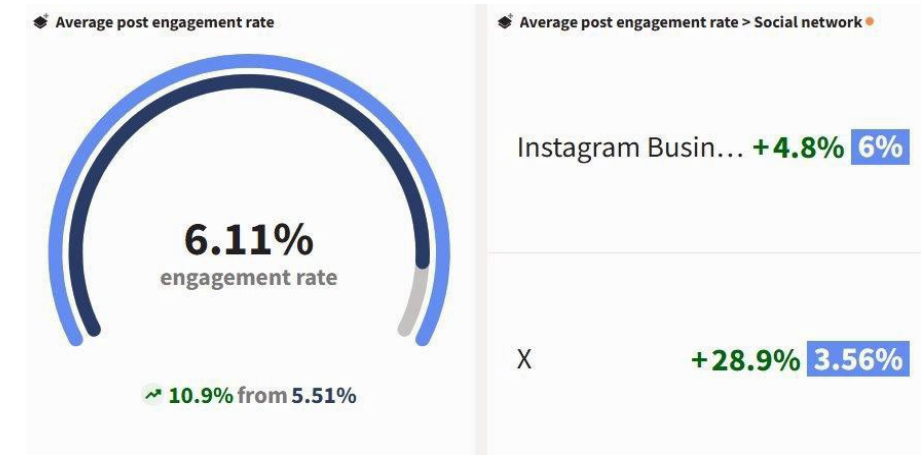 Average post engagement rate
6.11%
engagement rate
10.9% from 5.51%
Average post engagement rate > Social network
Instagram Busin... +4.8% 6%
X +28.9% 3.56%